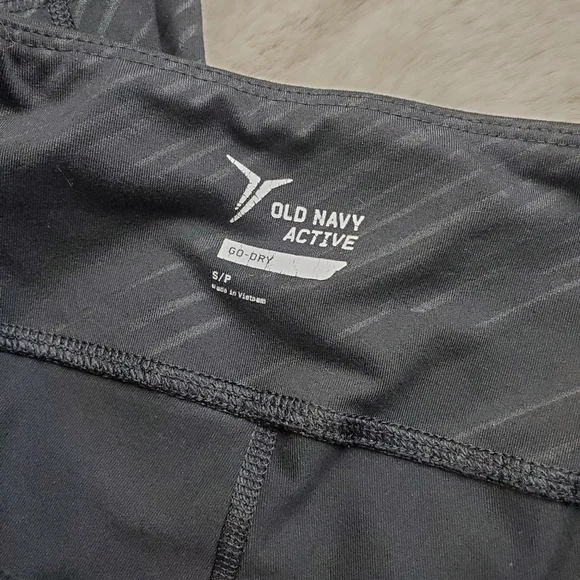 OLD NAVY
ACTIVE
GO-DRY
S/P
Made in Vietnam